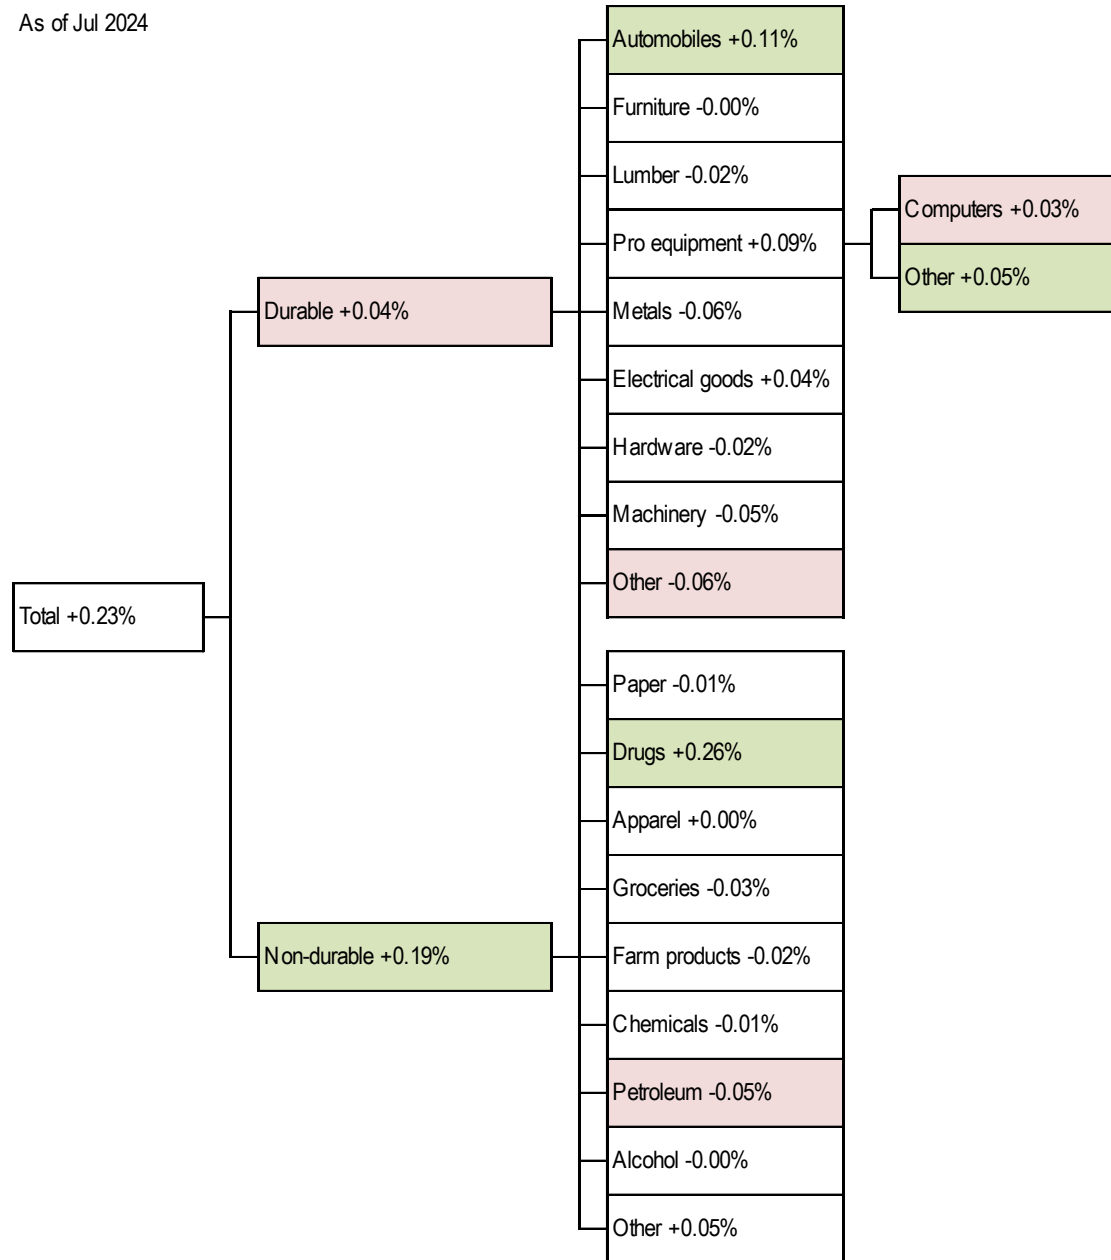 As of Jul 2024
Total +0.23%
Durable +0.04%
Non-durable +0.19%
Automobiles +0.11%
Furniture -0.00%
Lumber -0.02%
Pro equipment +0.09%
Metals -0.06%
Electrical goods +0.04%
Hardware -0.02%
Machinery -0.05%
Other -0.06%
Paper -0.01%
Drugs +0.26%
Apparel +0.00%
Groceries -0.03%
Farm products -0.02%
Chemicals -0.01%
Petroleum -0.05%
Alcohol -0.00%
Other +0.05%
Computers +0.03%
Other +0.05%